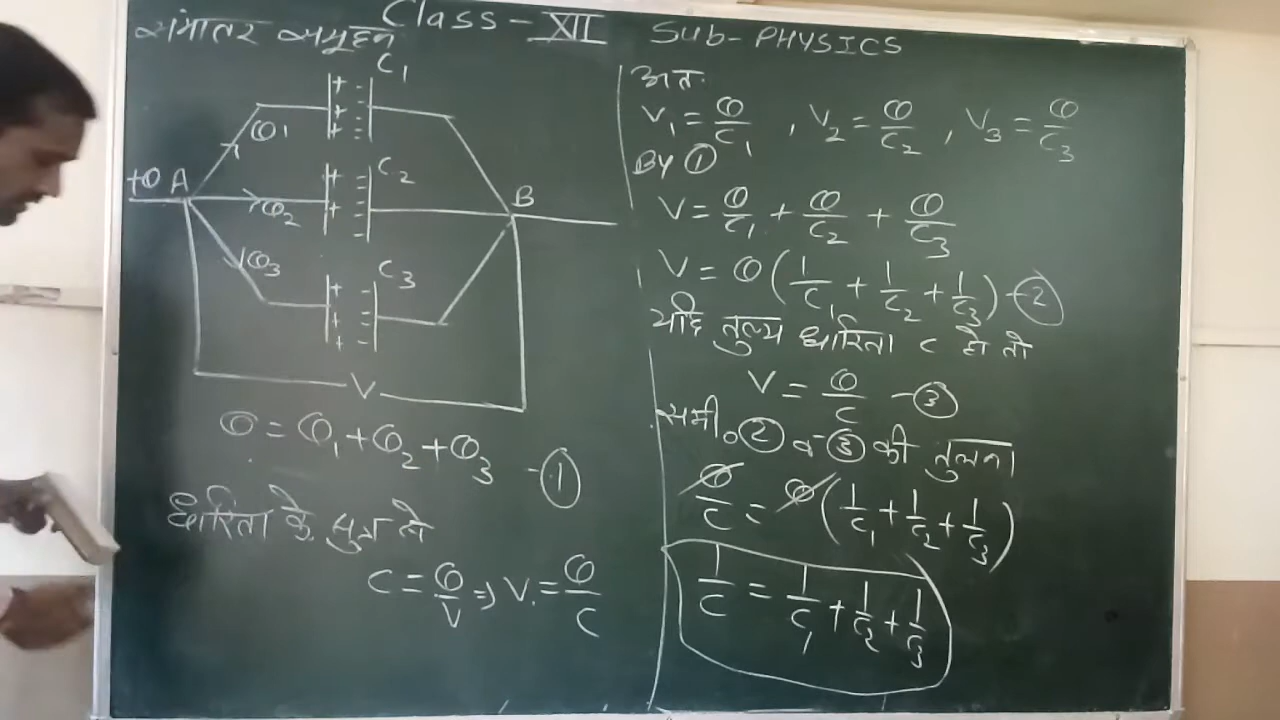 Class - XII Sub- PHYSICS
समान्तर समूहन
C₁
Q₁
+Q A
C₂
Q₂
B
Q₃
C₃
V
Q = Q₁ + Q₂ + Q₃ -①
धारिता के सूत्र से
C = Q/V ⇒ V = Q/C
अतः
V₁ = Q/C₁ , V₂ = Q/C₂ , V₃ = Q/C₃
By ①
V = Q/C₁ + Q/C₂ + Q/C₃
V = Q(1/C₁ + 1/C₂ + 1/C₃) -②
यदि तुल्य धारिता C हो तो
V = Q/C -③
समी० ② व ③ की तुलना
Q/C = Q(1/C₁ + 1/C₂ + 1/C₃)
1/C = 1/C₁ + 1/C₂ + 1/C₃